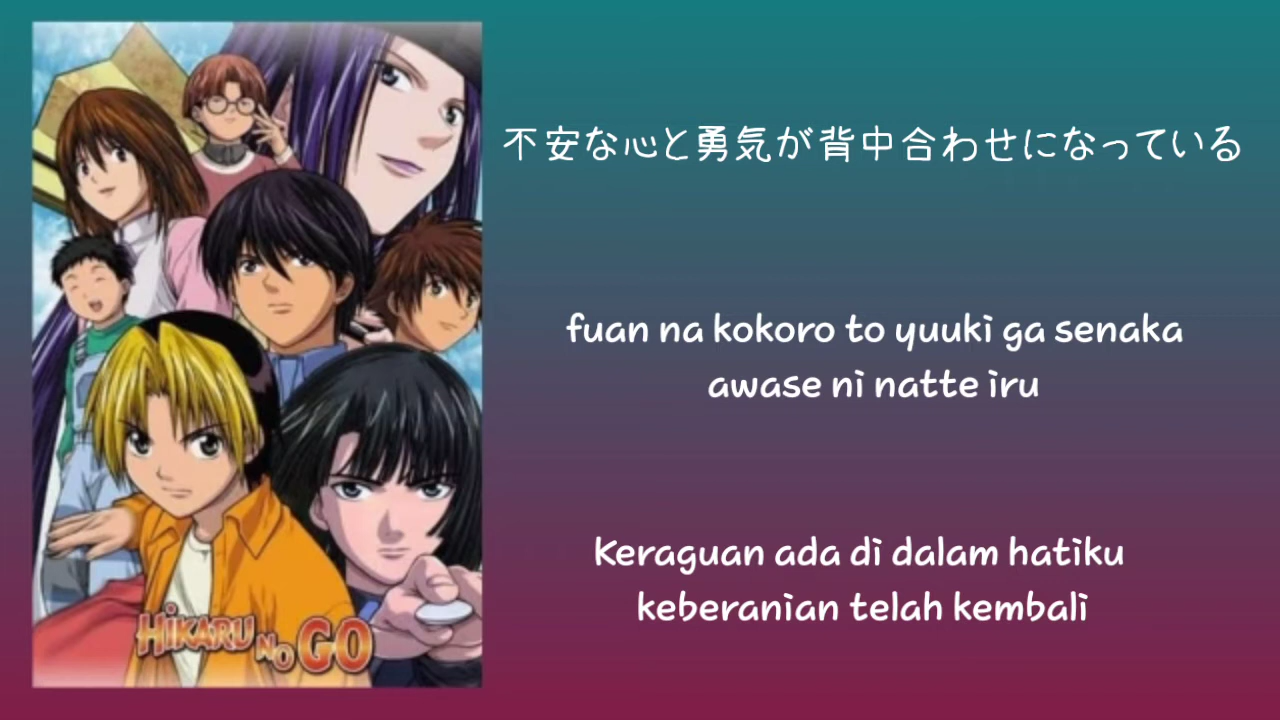 不安な心と勇気が背中合わせになっている
fuan na kokoro to yuuki ga senaka
awase ni natte iru
Keraguan ada di dalam hatiku
keberanian telah kembali
HIKARU NO GO